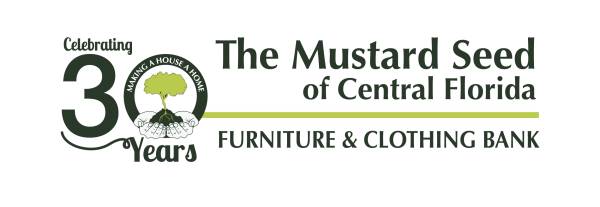 Celebrating
30
MAKING A HOUSE A HOME
Years
The Mustard Seed
of Central Florida
FURNITURE & CLOTHING BANK